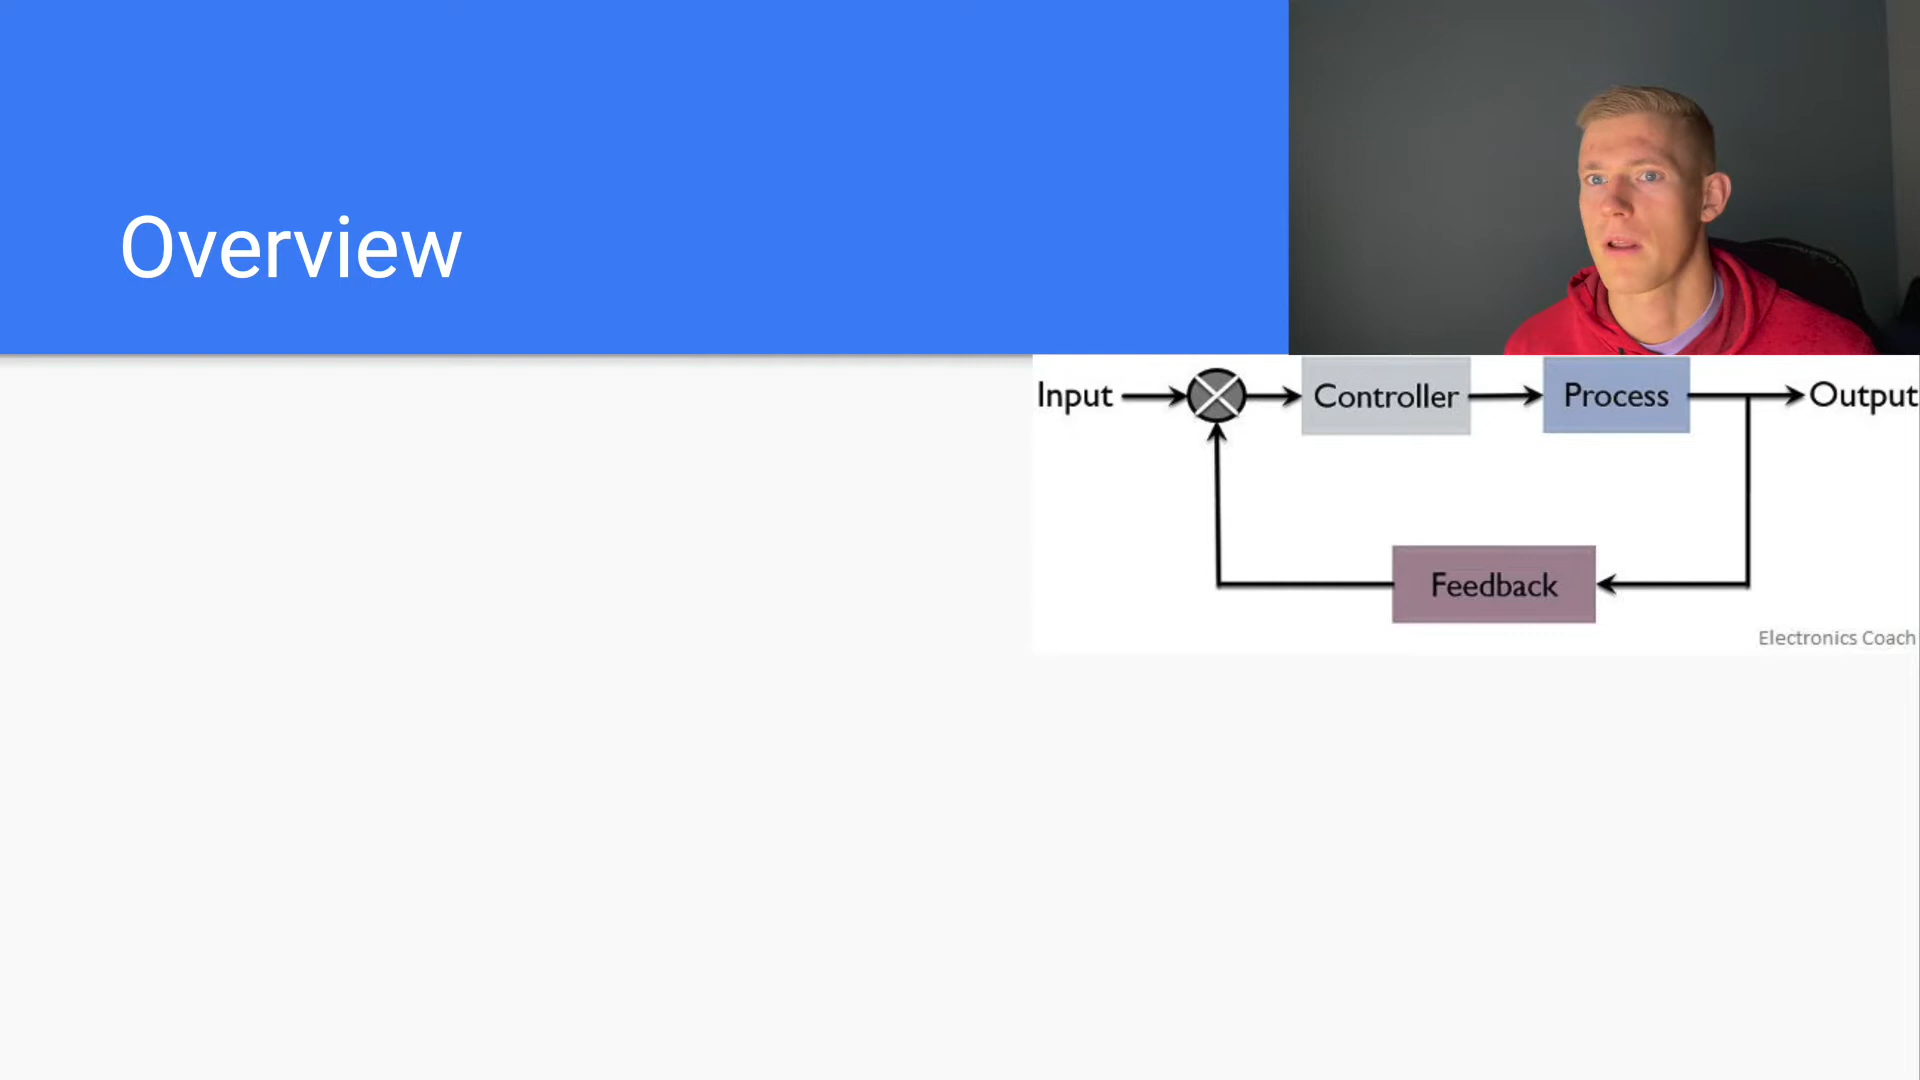 Overview
Input Controller Process Output
Feedback
Electronics Coach